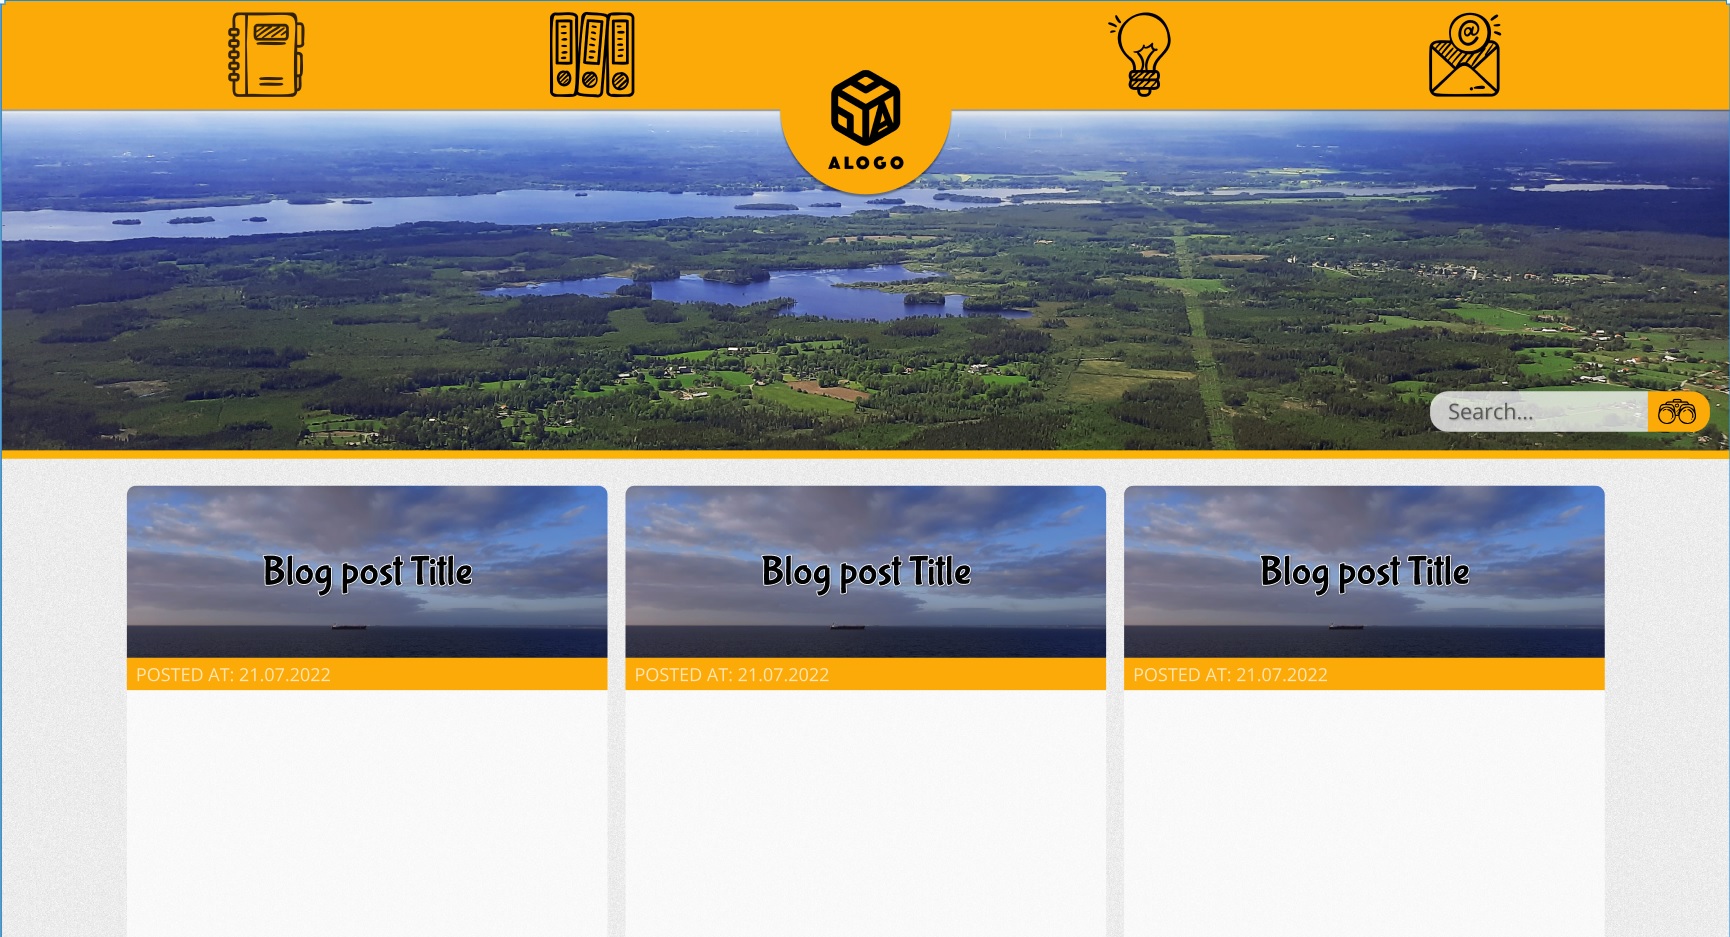 @
ALOGO
Search...
Blog post Title
Blog post Title
Blog post Title
POSTED AT: 21.07.2022
POSTED AT: 21.07.2022
POSTED AT: 21.07.2022